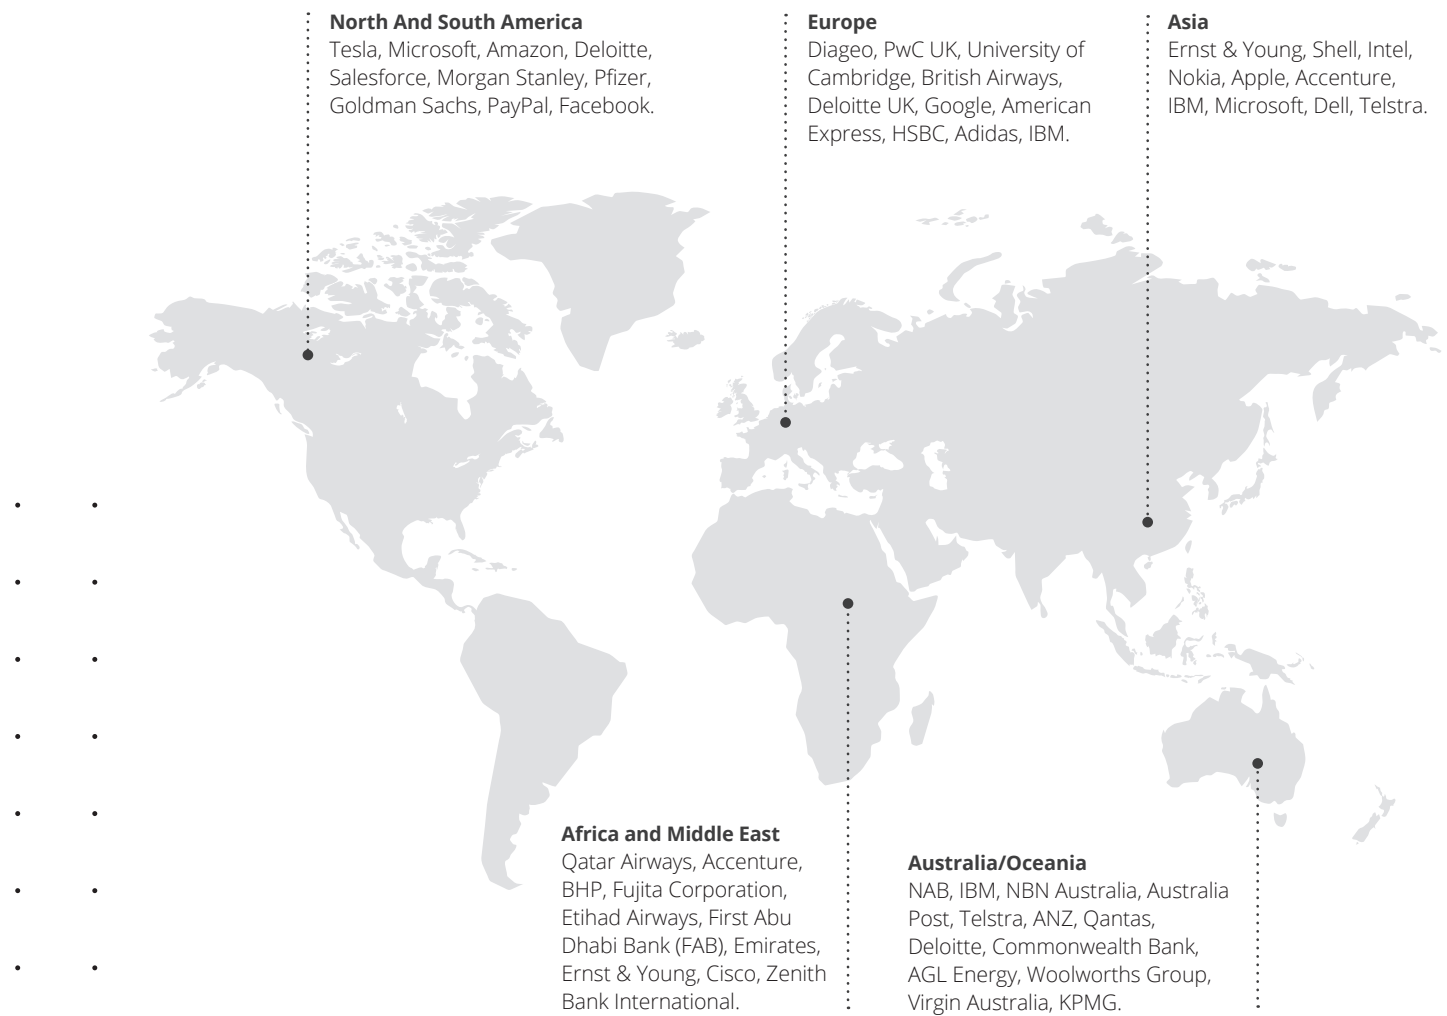 North And South America
Tesla, Microsoft, Amazon, Deloitte,
Salesforce, Morgan Stanley, Pfizer,
Goldman Sachs, PayPal, Facebook.
Europe
Diageo, PwC UK, University of
Cambridge, British Airways,
Deloitte UK, Google, American
Express, HSBC, Adidas, IBM.
Asia
Ernst & Young, Shell, Intel,
Nokia, Apple, Accenture,
IBM, Microsoft, Dell, Telstra.
Africa and Middle East
Qatar Airways, Accenture,
BHP, Fujita Corporation,
Etihad Airways, First Abu
Dhabi Bank (FAB), Emirates,
Ernst & Young, Cisco, Zenith
Bank International.
Australia/Oceania
NAB, IBM, NBN Australia, Australia
Post, Telstra, ANZ, Qantas,
Deloitte, Commonwealth Bank,
AGL Energy, Woolworths Group,
Virgin Australia, KPMG.